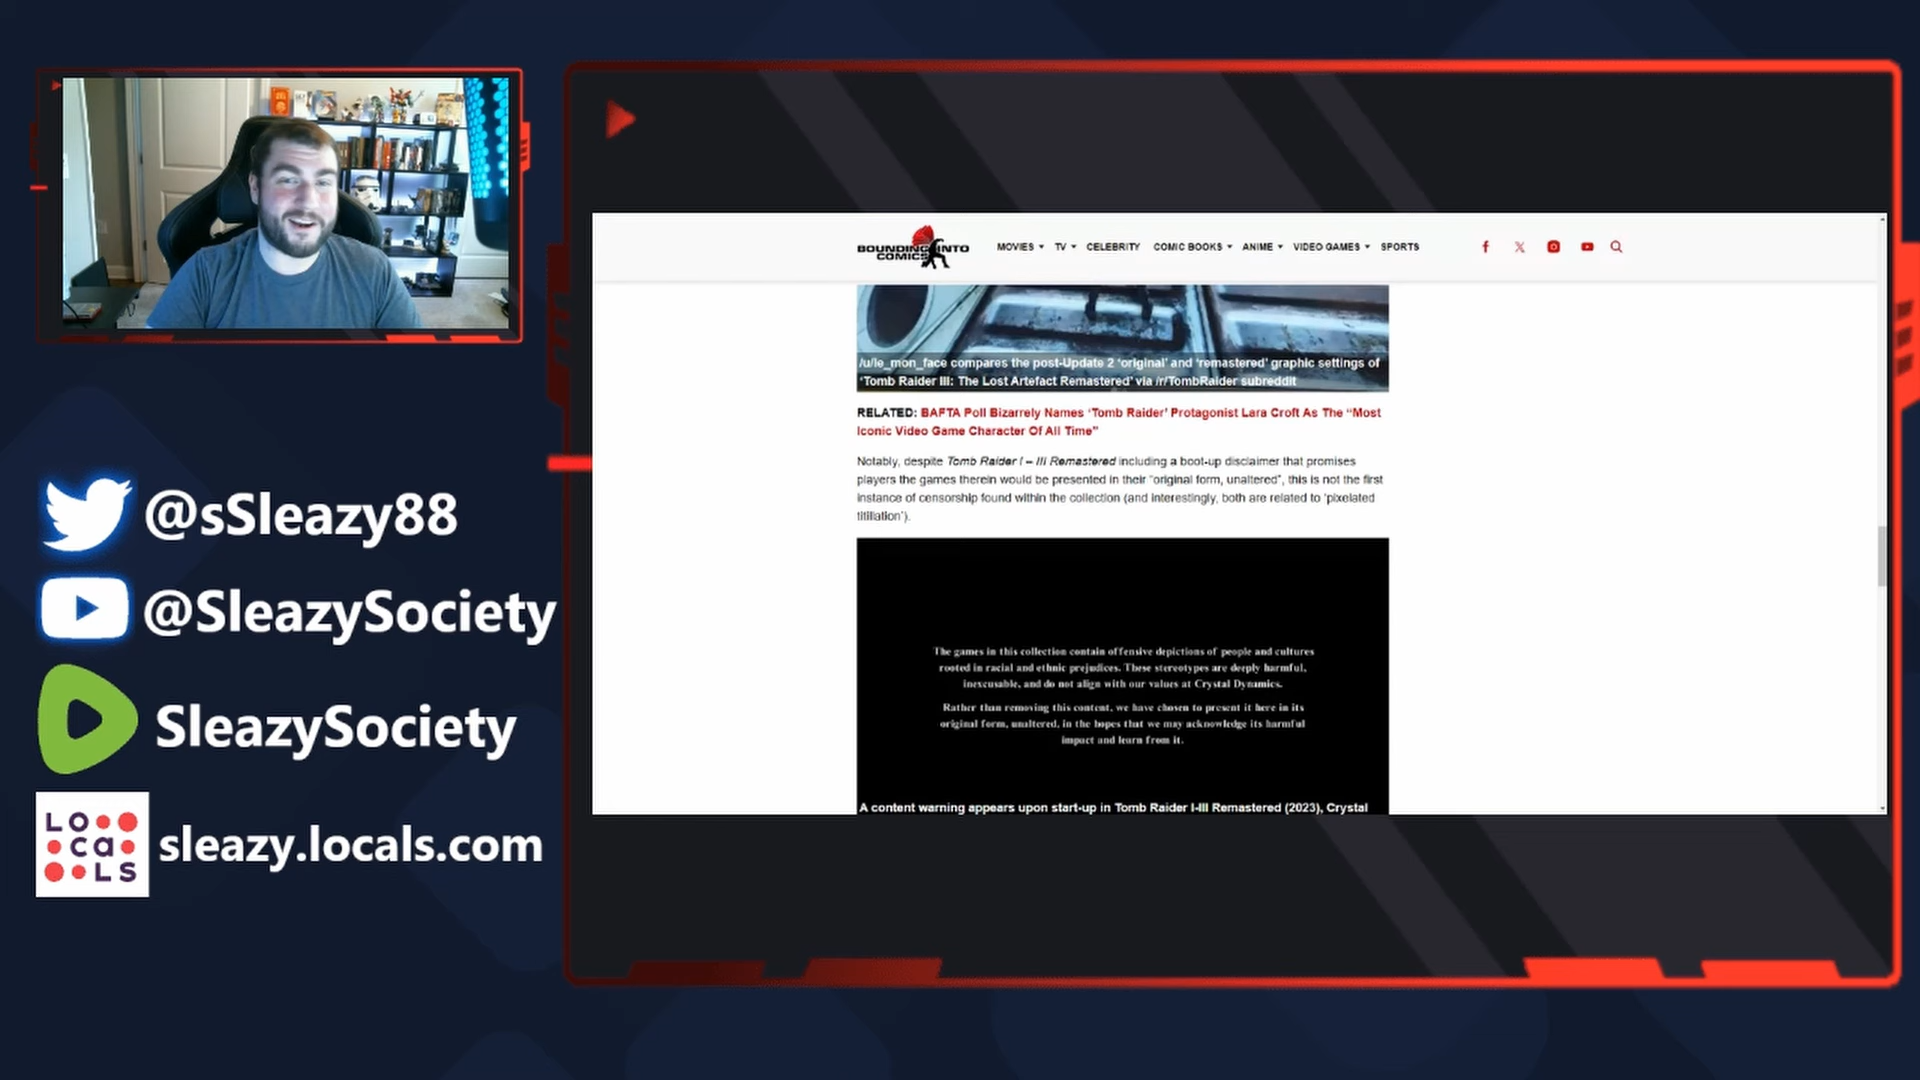 @sSleazy88
@SleazySociety
SleazySociety
LOcaLS
sleazy.locals.com
BOUNDING INTO
COMICS
MOVIES TV CELEBRITY COMIC BOOKS ANIME VIDEO GAMES SPORTS
/u/le_mon_face compares the post-Update 2 ‘original’ and ‘remastered’ graphic settings of
‘Tomb Raider III: The Lost Artefact Remastered’ via /r/TombRaider subreddit
RELATED: BAFTA Poll Bizarrely Names ‘Tomb Raider’ Protagonist Lara Croft As The “Most
Iconic Video Game Character Of All Time”
Notably, despite Tomb Raider I – III Remastered including a boot-up disclaimer that promises
players the games therein would be presented in their “original form, unaltered”, this is not the first
instance of censorship found within the collection (and interestingly, both are related to ‘pixelated
titillation’).
The games in this collection contain offensive depictions of people and cultures
rooted in racial and ethnic prejudices. These stereotypes are deeply harmful,
inexcusable, and do not align with our values at Crystal Dynamics.
Rather than removing this content, we have chosen to present it here in its
original form, unaltered, in the hopes that we may acknowledge its harmful
impact and learn from it.
A content warning appears upon start-up in Tomb Raider I-III Remastered (2023), Crystal